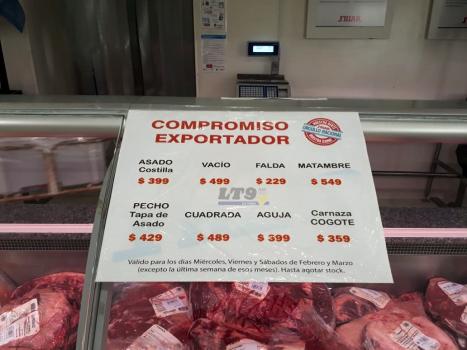 COMPROMISO
EXPORTADOR
ASADO
Costilla
$ 399
VACÍO
$ 499
FALDA
$ 229
MATAMBRE
$ 549
LT9
PECHO
Tapa de
Asado
$ 429
CUADRADA
$ 489
AGUJA
$ 399
Carnaza
COGOTE
$ 359
Válido para los días Miércoles, Viernes y Sábados de Febrero y Marzo
(excepto la última semana de esos meses). Hasta agotar stock.